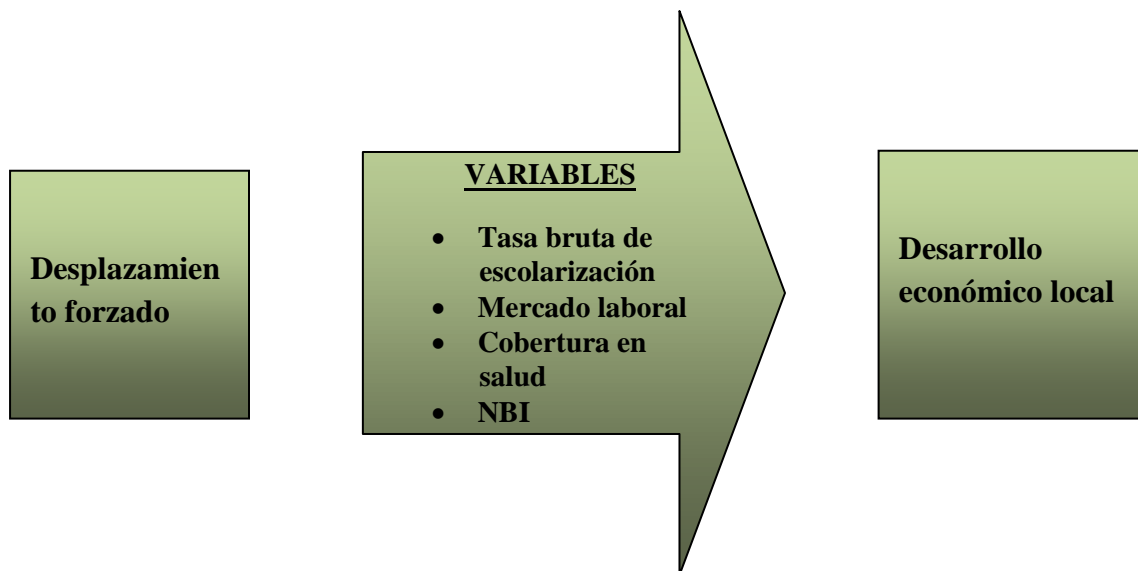 Desplazamien
to forzado
VARIABLES
• Tasa bruta de
escolarización
• Mercado laboral
• Cobertura en
salud
• NBI
Desarrollo
económico local